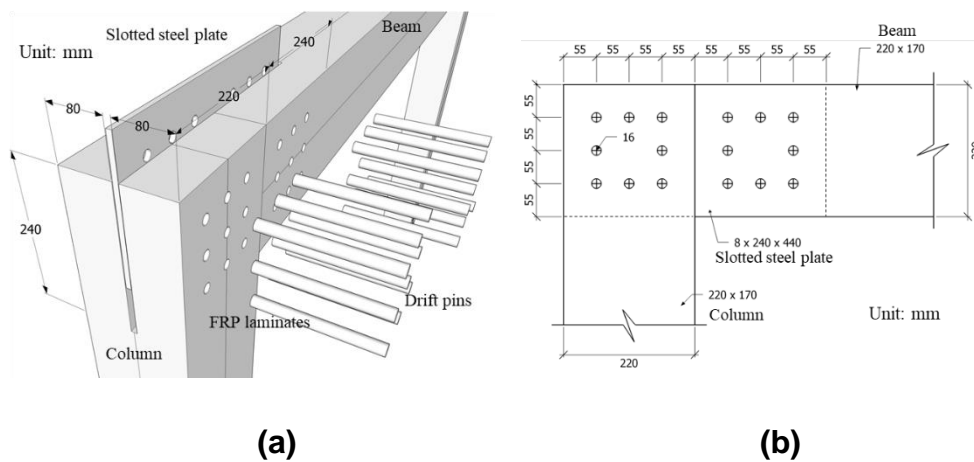 Slotted steel plate
Unit: mm
240
Beam
80
80
220
240
FRP laminates
Drift pins
Column
(a)
Beam
220 x 170
55 55 55 55 55 55 55 55
55
55
55
55
16
8 x 240 x 440
Slotted steel plate
220 x 170
Column
Unit: mm
220
(b)